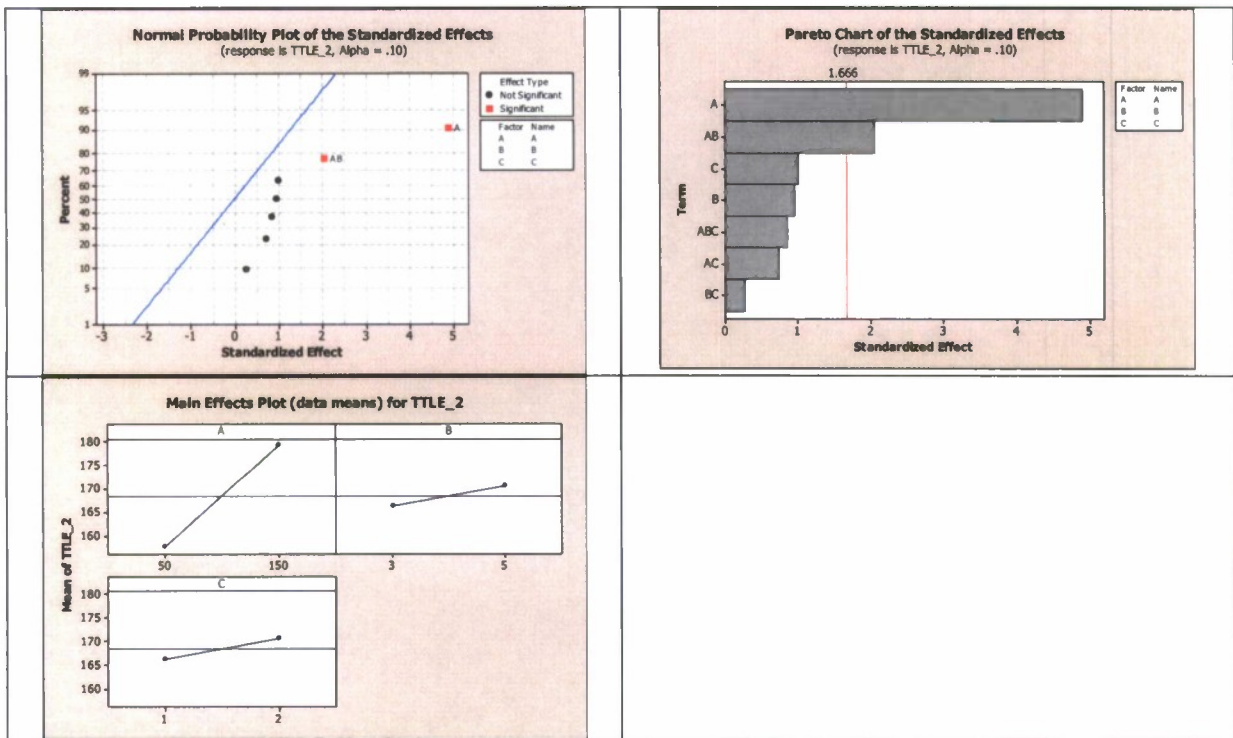 Normal Probability Plot of the Standardized Effects
(response is TTLE_2, Alpha = .10)
99
95
90
80
70
60
50
40
30
20
10
5
1
Percent
A
AB
-3 -2 -1 0 1 2 3 4 5
Standardized Effect
Effect Type
Not Significant
Significant
Factor Name
A A
B B
C C
Pareto Chart of the Standardized Effects
(response is TTLE_2, Alpha = .10)
1.666
Term
A
AB
C
B
ABC
AC
BC
0 1 2 3 4 5
Standardized Effect
Factor Name
A A
B B
C C
Main Effects Plot (data means) for TTLE_2
Mean of TTLE_2
A B
180
175
170
165
160
50 150 3 5
C
180
175
170
165
160
1 2